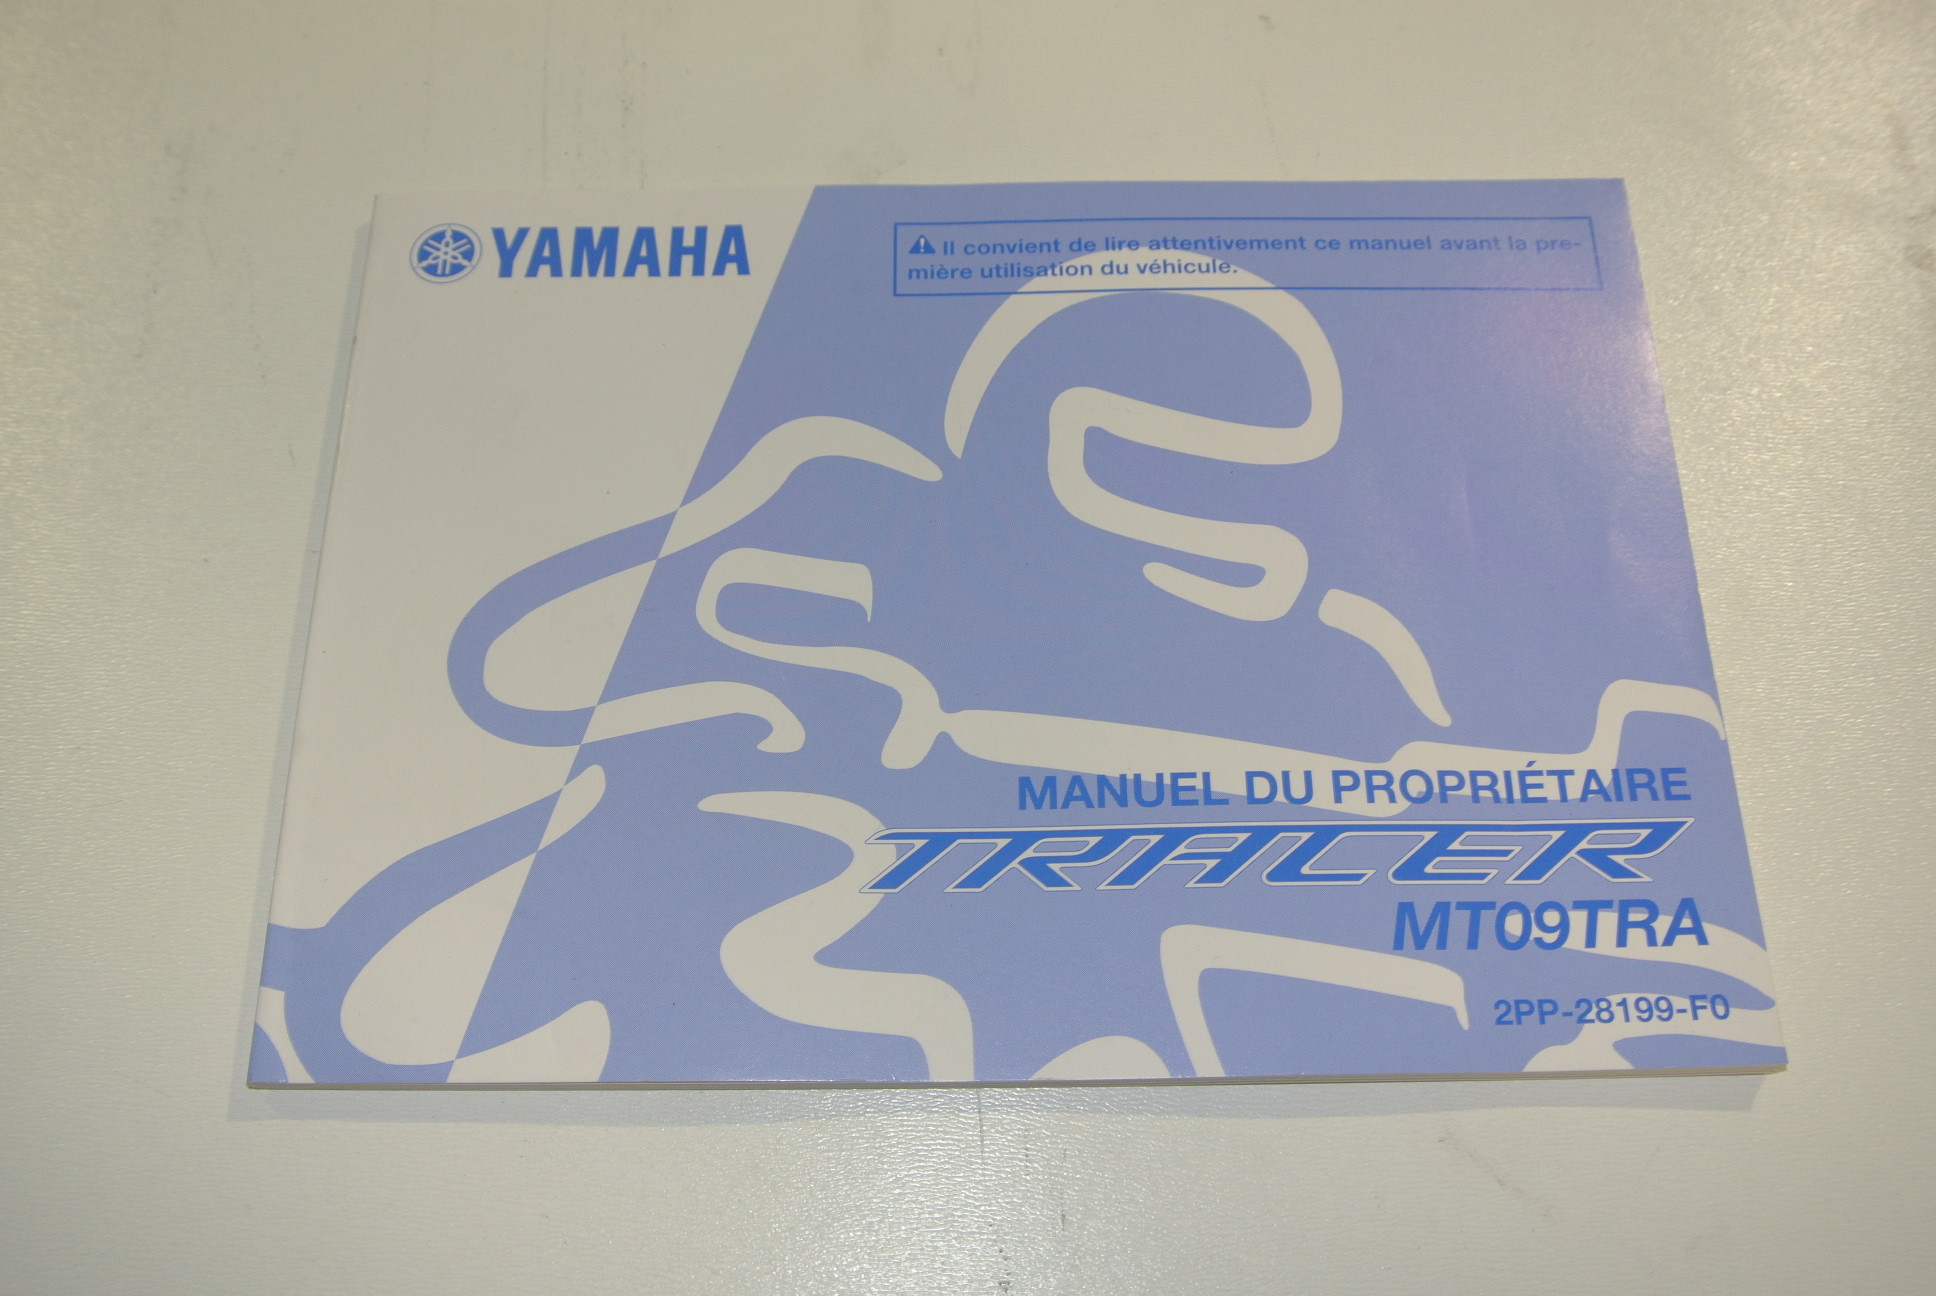 YAMAHA
Il convient de lire attentivement ce manuel avant la pre-
mière utilisation du véhicule.
MANUEL DU PROPRIÉTAIRE
TRACER
MT09TRA
2PP-28199-F0